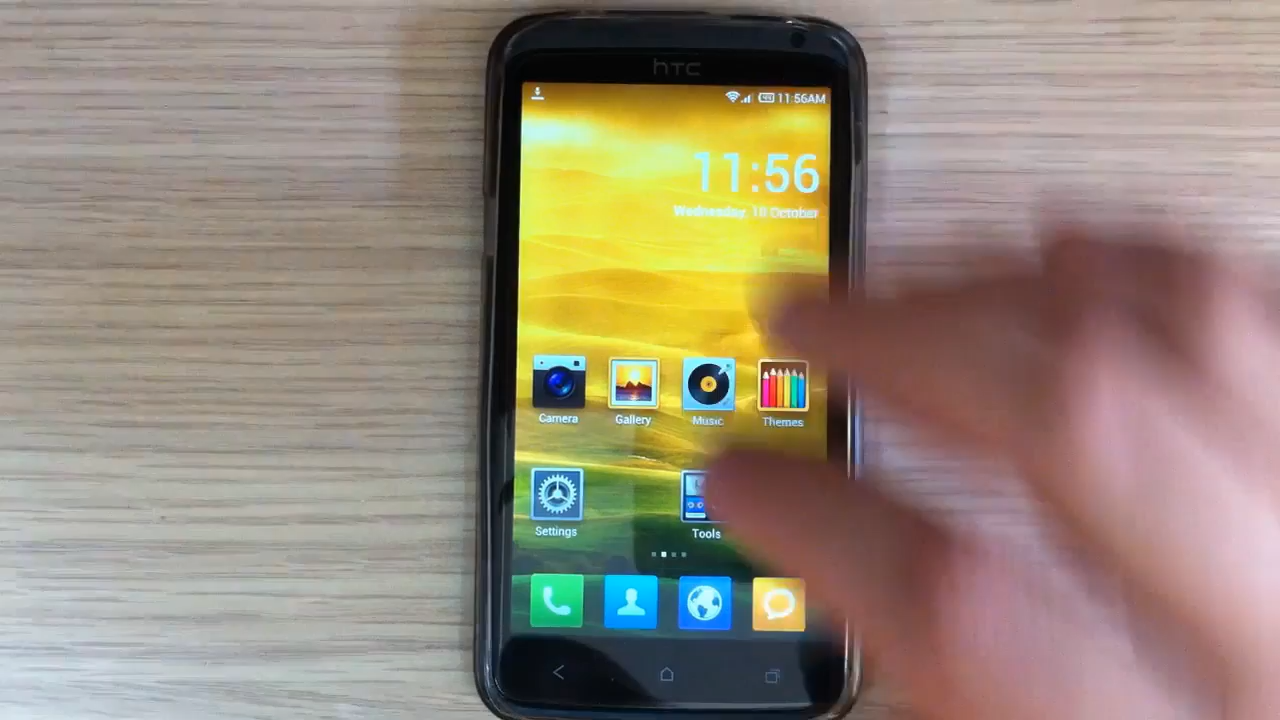 hTC
11:56AM
11:56
Wednesday, 10 October
Camera
Gallery
Music
Themes
Settings
Tools